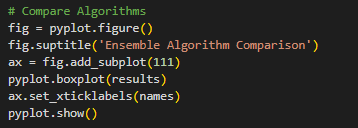 # Compare Algorithms
fig = pyplot.figure()
fig.suptitle('Ensemble Algorithm Comparison')
ax = fig.add_subplot(111)
pyplot.boxplot(results)
ax.set_xticklabels(names)
pyplot.show()